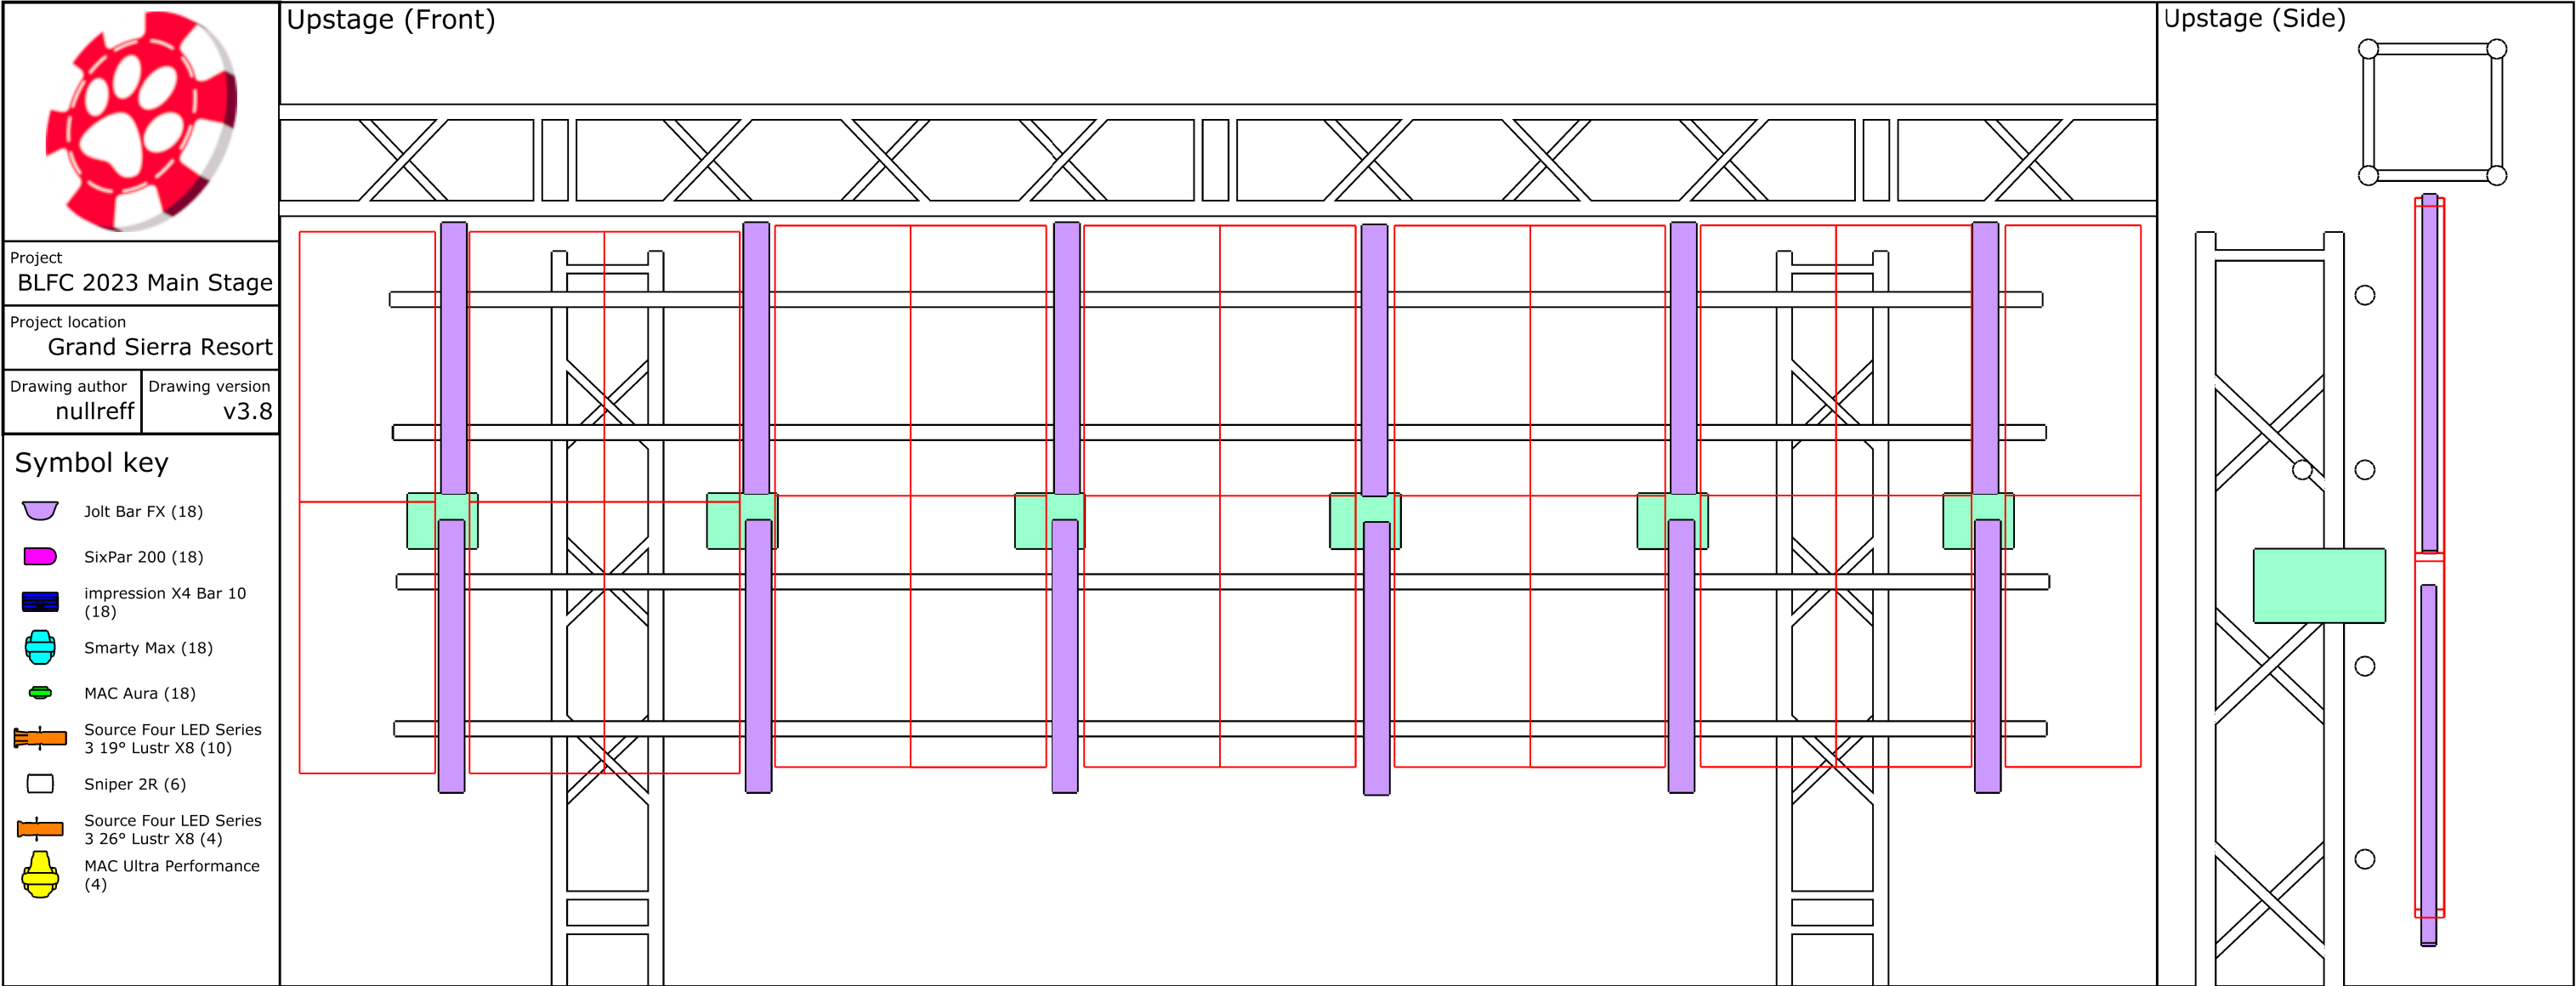 Upstage (Front)
Upstage (Side)
Project
BLFC 2023 Main Stage
Project location
Grand Sierra Resort
Drawing author
nullreff
Drawing version
v3.8
Symbol key
Jolt Bar FX (18)
SixPar 200 (18)
impression X4 Bar 10
(18)
Smarty Max (18)
MAC Aura (18)
Source Four LED Series
3 19° Lustr X8 (10)
Sniper 2R (6)
Source Four LED Series
3 26° Lustr X8 (4)
MAC Ultra Performance
(4)